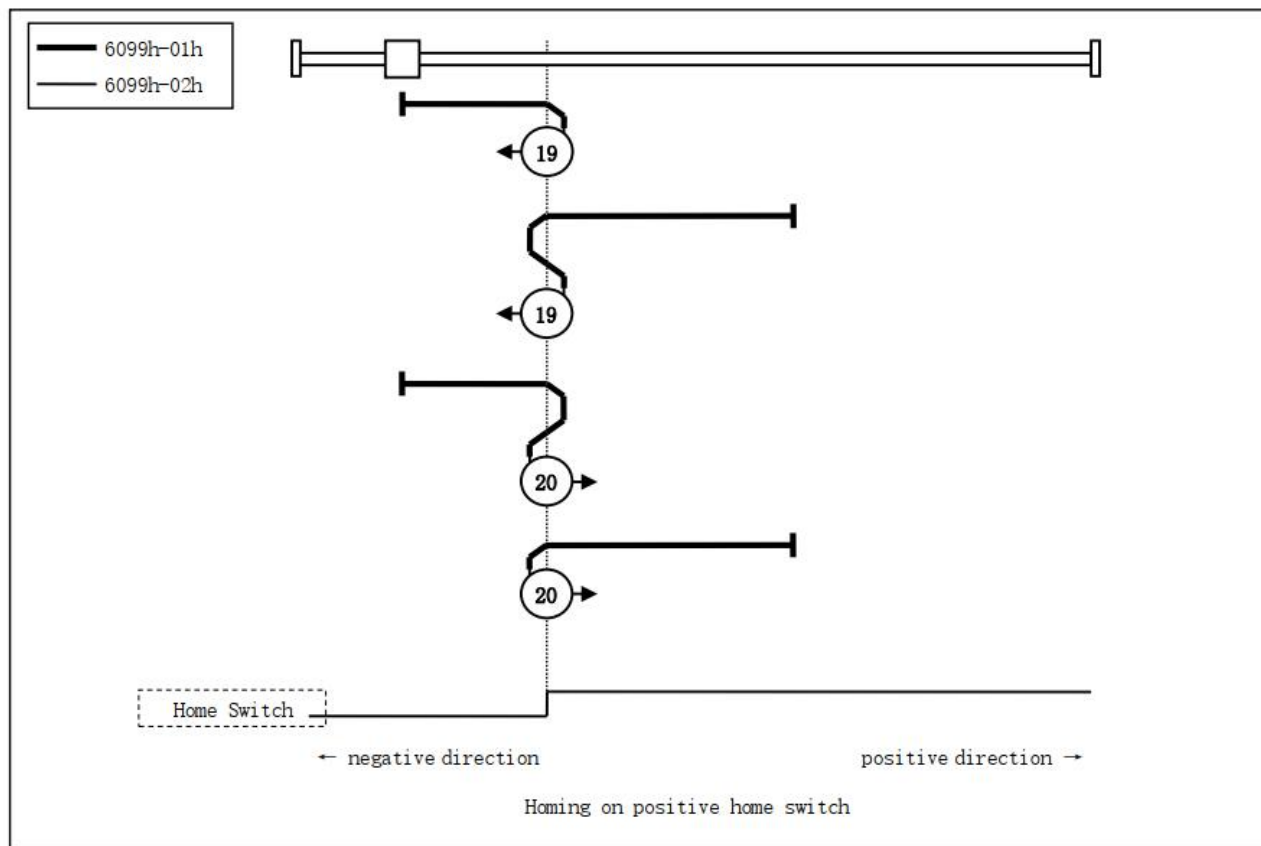 6099h-01h
6099h-02h
19
19
20
20
Home Switch
← negative direction
positive direction →
Homing on positive home switch